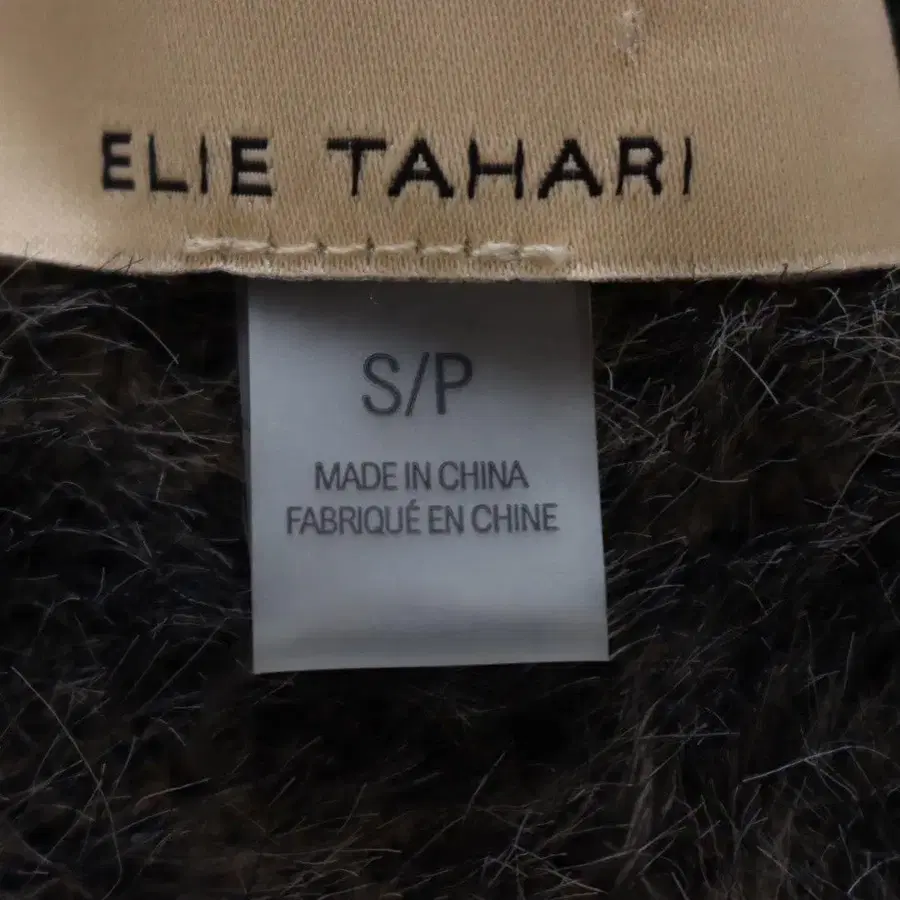 ELIE TAHARI
S/P
MADE IN CHINA
FABRIQUÉ EN CHINE